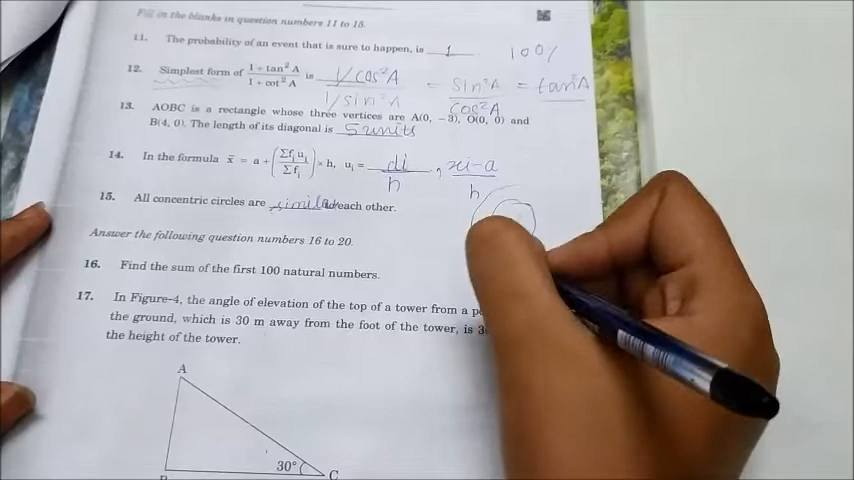 Fill in the blanks in question numbers 11 to 15.
11. The probability of an event that is sure to happen, is 1 100%
12. Simplest form of (1 + tan² A)/(1 + cot² A) is 1/cos²A / 1/sin²A = sin²A/cos²A = tan²A
13. AOBC is a rectangle whose three vertices are A(0, −3), O(0, 0) and
B(4, 0). The length of its diagonal is 5 units
14. In the formula x̄ = a + (Σfᵢuᵢ/Σfᵢ) × h, uᵢ = di/h, xi-a/h
15. All concentric circles are similar to each other.
Answer the following question numbers 16 to 20.
16. Find the sum of the first 100 natural numbers.
17. In Figure-4, the angle of elevation of the top of a tower from a
the ground, which is 30 m away from the foot of the tower, is
the height of the tower.
A
30° C